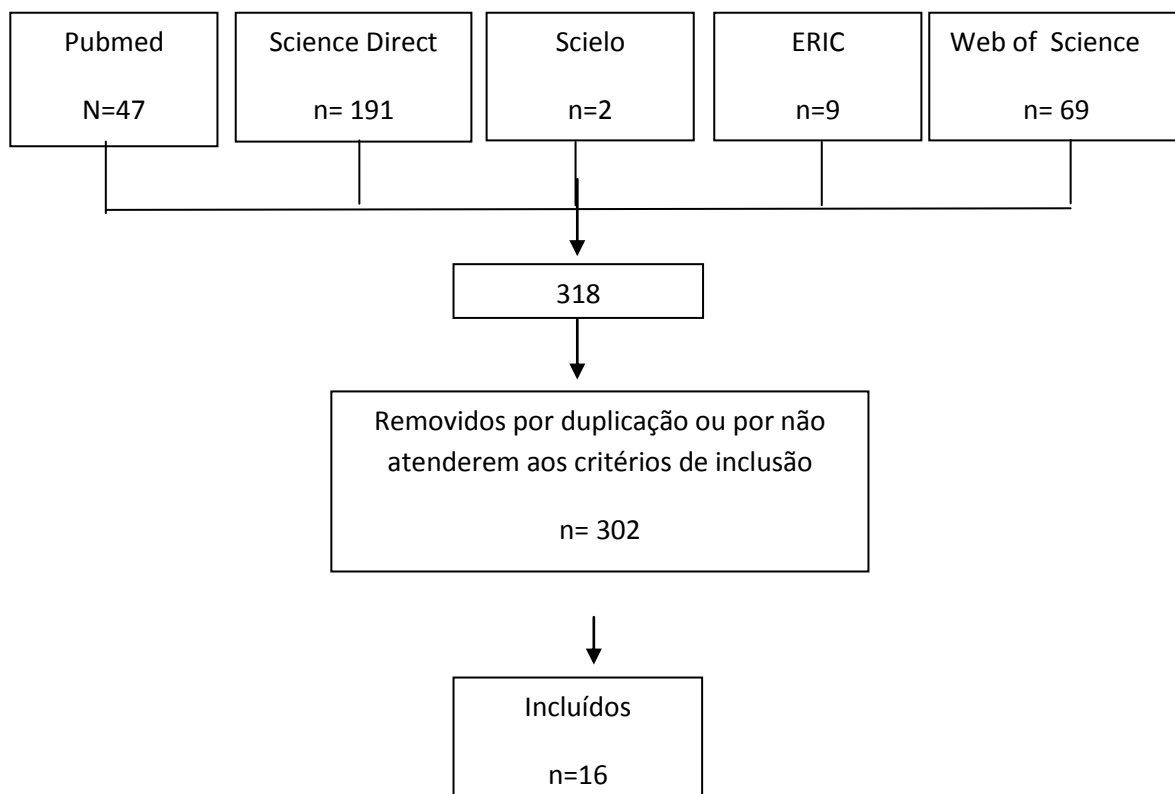 Pubmed
N=47
Science Direct
n= 191
Scielo
n=2
ERIC
n=9
Web of  Science
n= 69
318
Removidos por duplicação ou por não
atenderem aos critérios de inclusão
n= 302
Incluídos
n=16